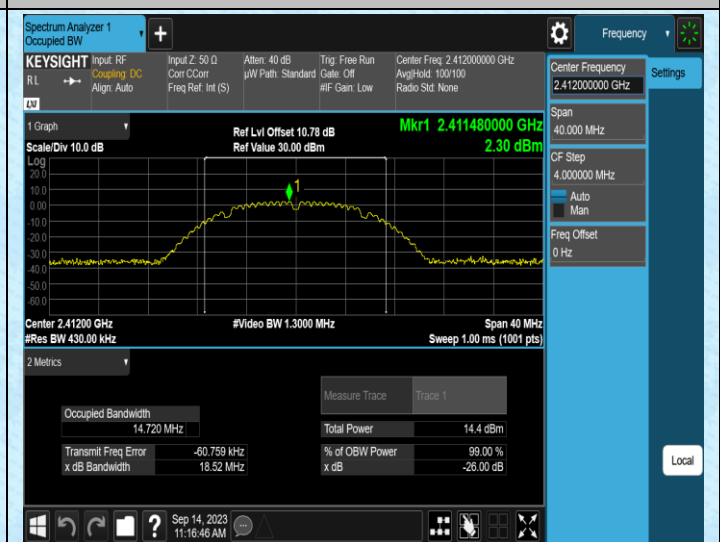 Spectrum Analyzer 1
Occupied BW
+
Frequency
KEYSIGHT
RL
LXI
Input: RF
Coupling: DC
Align: Auto
Input Z: 50 Ω
Corr CCorr
Freq Ref: Int (S)
Atten: 40 dB
µW Path: Standard
Trig: Free Run
Gate: Off
#IF Gain: Low
Center Freq: 2.412000000 GHz
Avg|Hold: 100/100
Radio Std: None
Center Frequency
2.412000000 GHz
Settings
Span
40.000 MHz
CF Step
4.000000 MHz
Auto
Man
Freq Offset
0 Hz
1 Graph
Scale/Div 10.0 dB
Ref Lvl Offset 10.78 dB
Ref Value 30.00 dBm
Mkr1 2.411480000 GHz
2.30 dBm
Log
20.0
10.0
0.00
-10.0
-20.0
-30.0
-40.0
-50.0
-60.0
1
Center 2.41200 GHz
#Res BW 430.00 kHz
#Video BW 1.3000 MHz
Span 40 MHz
Sweep 1.00 ms (1001 pts)
2 Metrics
Measure Trace Trace 1
Occupied Bandwidth
14.720 MHz
Total Power 14.4 dBm
Transmit Freq Error -60.759 kHz
% of OBW Power 99.00 %
x dB Bandwidth 18.52 MHz
x dB -26.00 dB
Local
?
Sep 14, 2023
11:16:46 AM